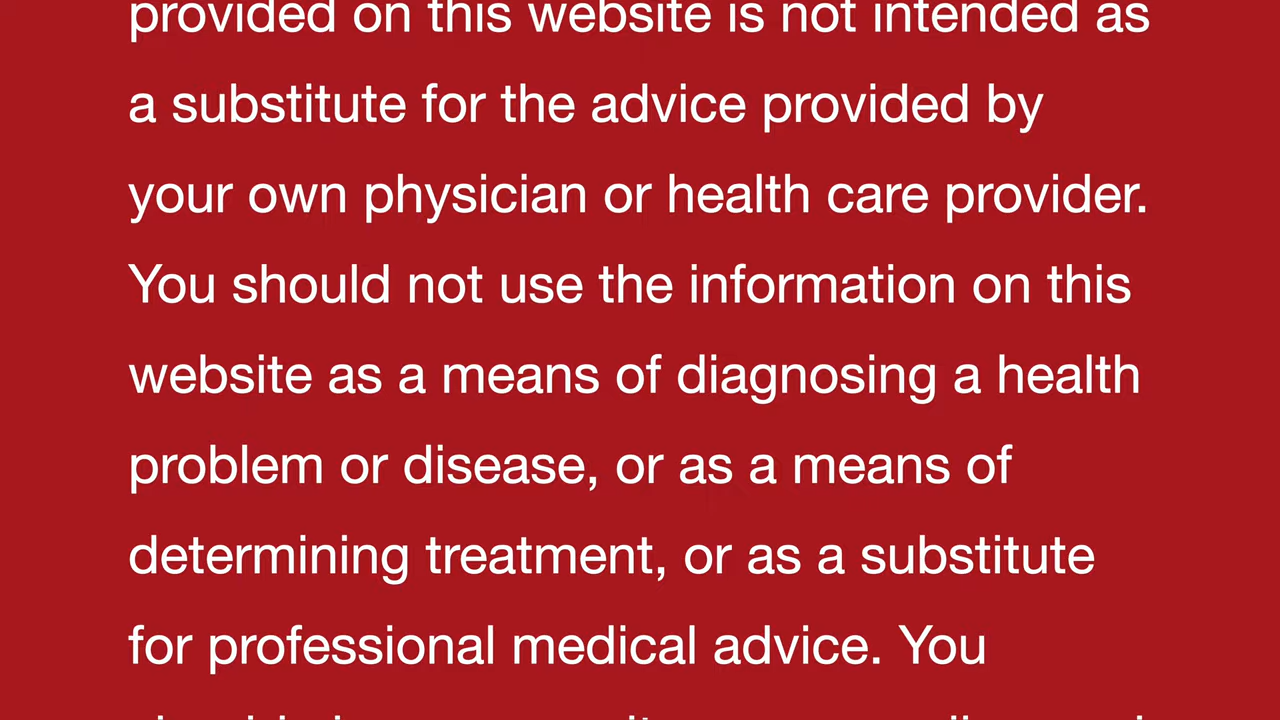 provided on this website is not intended as
a substitute for the advice provided by
your own physician or health care provider.
You should not use the information on this
website as a means of diagnosing a health
problem or disease, or as a means of
determining treatment, or as a substitute
for professional medical advice. You